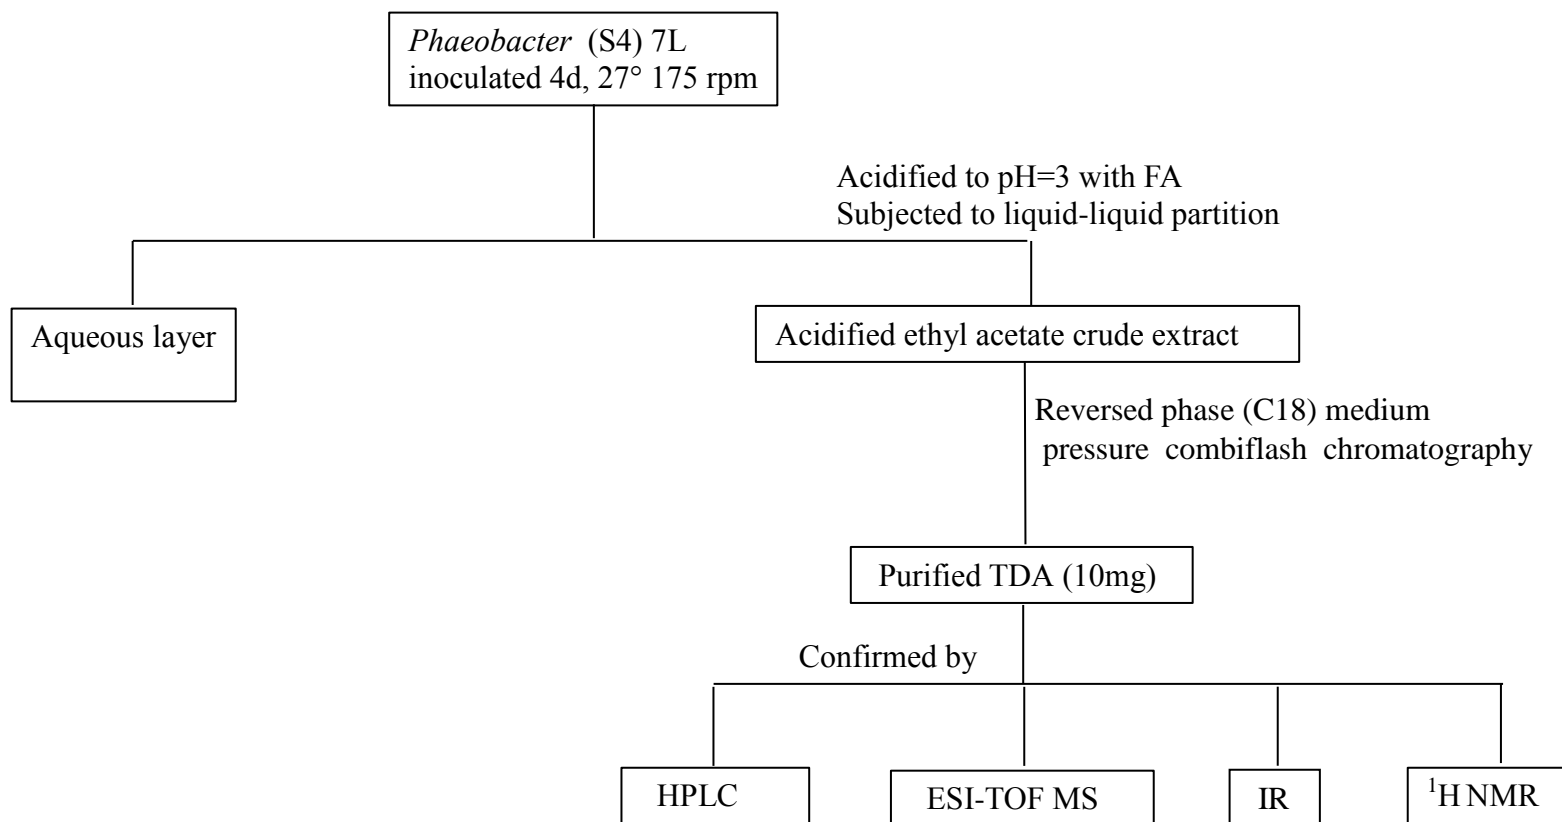 Phaeobacter (S4) 7L
inoculated 4d, 27° 175 rpm
Acidified to pH=3 with FA
Subjected to liquid-liquid partition
Aqueous layer
Acidified ethyl acetate crude extract
Reversed phase (C18) medium
pressure combiflash chromatography
Purified TDA (10mg)
Confirmed by
HPLC
ESI-TOF MS
IR
¹H NMR